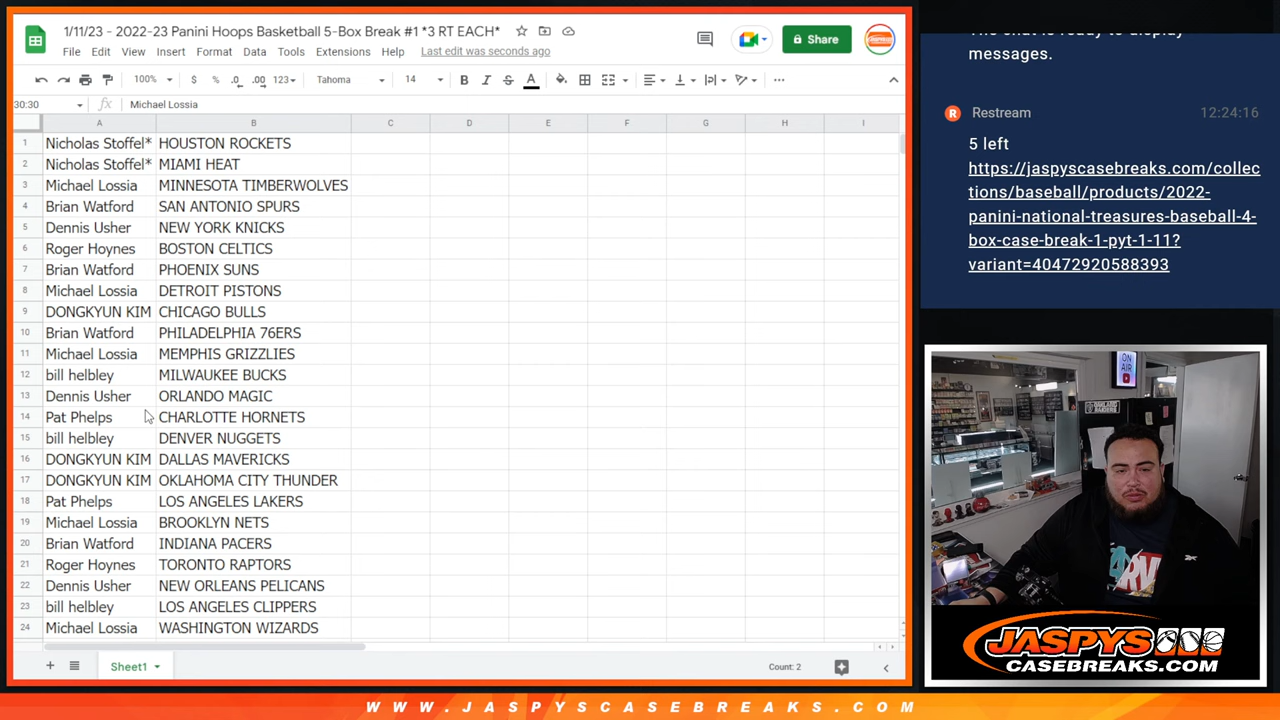 1/11/23 - 2022-23 Panini Hoops Basketball 5-Box Break #1 *3 RT EACH*
File Edit View Insert Format Data Tools Extensions Help Last edit was seconds ago
Share
100% $ % .0 .00 123 Tahoma 14 B I S A
30:30 fx Michael Lossia
A B C D E F G H I
1 Nicholas Stoffel* HOUSTON ROCKETS
2 Nicholas Stoffel* MIAMI HEAT
3 Michael Lossia MINNESOTA TIMBERWOLVES
4 Brian Watford SAN ANTONIO SPURS
5 Dennis Usher NEW YORK KNICKS
6 Roger Hoynes BOSTON CELTICS
7 Brian Watford PHOENIX SUNS
8 Michael Lossia DETROIT PISTONS
9 DONGKYUN KIM CHICAGO BULLS
10 Brian Watford PHILADELPHIA 76ERS
11 Michael Lossia MEMPHIS GRIZZLIES
12 bill helbley MILWAUKEE BUCKS
13 Dennis Usher ORLANDO MAGIC
14 Pat Phelps CHARLOTTE HORNETS
15 bill helbley DENVER NUGGETS
16 DONGKYUN KIM DALLAS MAVERICKS
17 DONGKYUN KIM OKLAHOMA CITY THUNDER
18 Pat Phelps LOS ANGELES LAKERS
19 Michael Lossia BROOKLYN NETS
20 Brian Watford INDIANA PACERS
21 Roger Hoynes TORONTO RAPTORS
22 Dennis Usher NEW ORLEANS PELICANS
23 bill helbley LOS ANGELES CLIPPERS
24 Michael Lossia WASHINGTON WIZARDS
Sheet1
Count: 2
The chat is ready to display
messages.
R Restream 12:24:16
5 left
https://jaspyscasebreaks.com/collec
tions/baseball/products/2022-
panini-national-treasures-baseball-4-
box-case-break-1-pyt-1-11?
variant=40472920588393
ON
AIR
JASPYS
CASEBREAKS.COM
WWW.JASPYSCASEBREAKS.COM